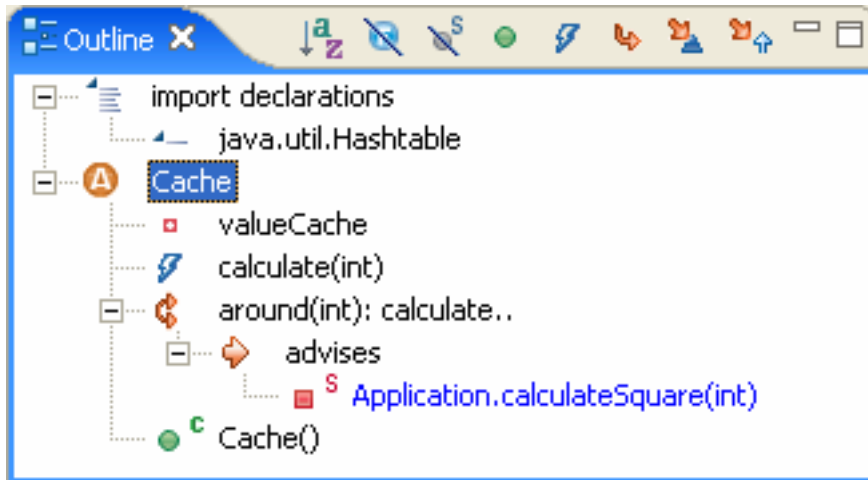 Outline
import declarations
java.util.Hashtable
A Cache
valueCache
calculate(int)
around(int): calculate..
advises
S Application.calculateSquare(int)
C Cache()